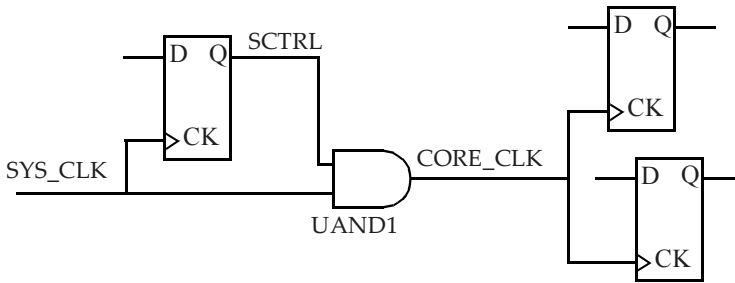 D Q
SCTRL
CK
SYS_CLK
UAND1
CORE_CLK
D Q
CK
D Q
CK